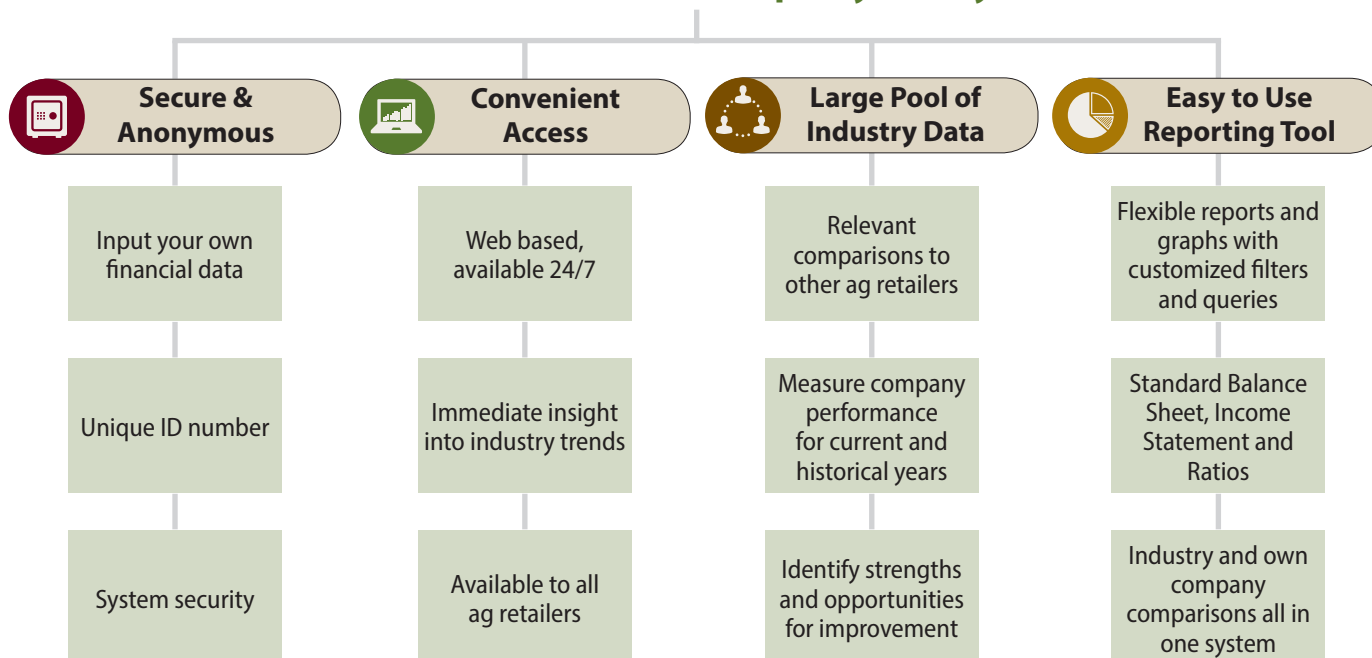 Secure &
Anonymous
Convenient
Access
Large Pool of
Industry Data
Easy to Use
Reporting Tool
Input your own
financial data
Web based,
available 24/7
Relevant
comparisons to
other ag retailers
Flexible reports and
graphs with
customized filters
and queries
Unique ID number
Immediate insight
into industry trends
Measure company
performance
for current and
historical years
Standard Balance
Sheet, Income
Statement and
Ratios
System security
Available to all
ag retailers
Identify strengths
and opportunities
for improvement
Industry and own
company
comparisons all in
one system